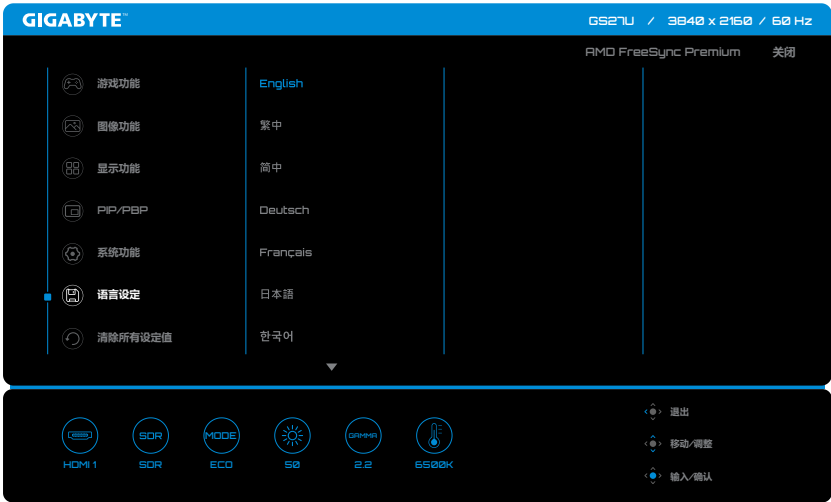 GIGABYTE™
GS27U / 3840 x 2160 / 60 Hz
AMD FreeSync Premium 关闭
游戏功能
English
图像功能
繁中
显示功能
简中
PIP/PBP
Deutsch
系统功能
Français
语言设定
日本語
清除所有设定值
한국어
SDR
MODE
GAMMA
HDMI 1
SDR
ECO
50
2.2
6500K
退出
移动/调整
输入/确认